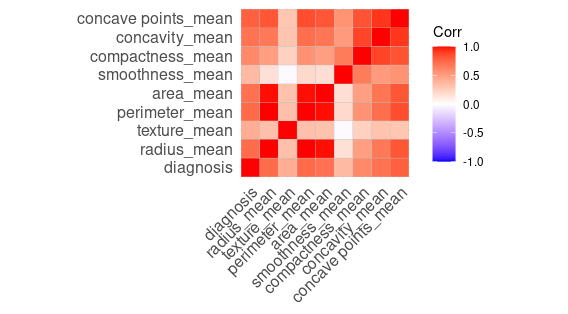 concave points_mean
concavity_mean
compactness_mean
smoothness_mean
area_mean
perimeter_mean
texture_mean
radius_mean
diagnosis
diagnosis
radius_mean
texture_mean
perimeter_mean
area_mean
smoothness_mean
compactness_mean
concavity_mean
concave points_mean
Corr
1.0
0.5
0.0
-0.5
-1.0